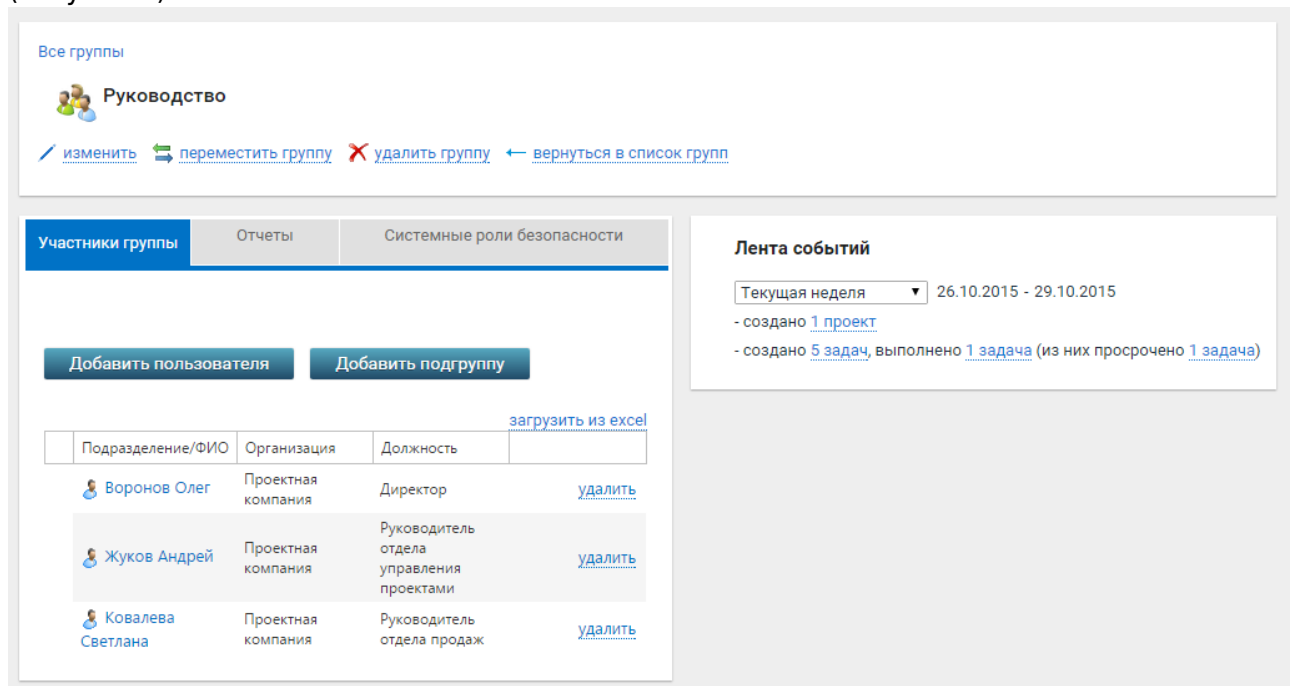 Все группы
Руководство
изменить переместить группу удалить группу вернуться в список групп
Участники группы Отчеты Системные роли безопасности
Добавить пользователя Добавить подгруппу
загрузить из excel
Подразделение/ФИО Организация Должность
Воронов Олег Проектная компания Директор удалить
Жуков Андрей Проектная компания Руководитель отдела управления проектами удалить
Ковалева Светлана Проектная компания Руководитель отдела продаж удалить
Лента событий
Текущая неделя 26.10.2015 - 29.10.2015
- создано 1 проект
- создано 5 задач, выполнено 1 задача (из них просрочено 1 задача)